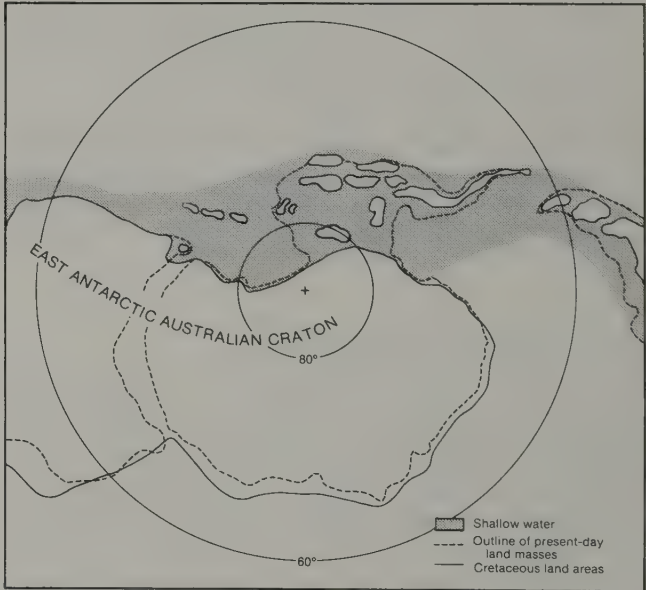 EAST ANTARCTIC AUSTRALIAN CRATON
80°
60°
Shallow water
Outline of present-day
land masses
Cretaceous land areas